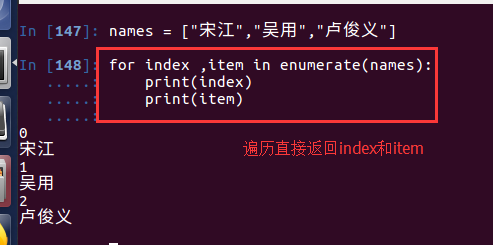 In [147]: names = ["宋江","吴用","卢俊义"]
In [148]: for index ,item in enumerate(names):
.....:     print(index)
.....:     print(item)
.....:
0
宋江
遍历直接返回index和item
1
吴用
2
卢俊义